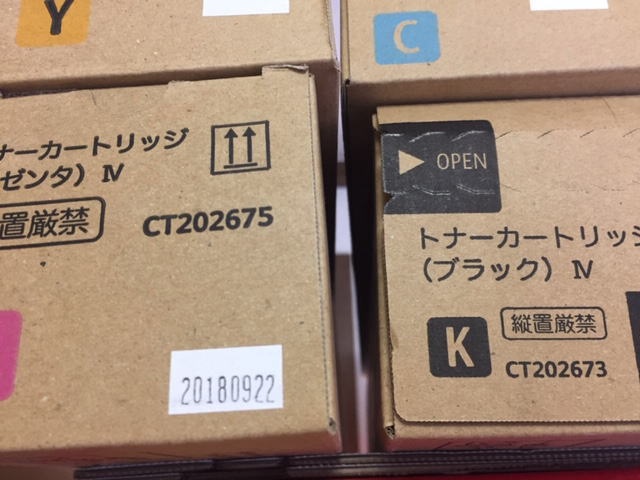 Y
C
ナーカートリッジ
ゼンタ）Ⅳ
置厳禁
CT202675
20180922
OPEN
トナーカートリッジ
（ブラック）Ⅳ
K
縦置厳禁
CT202673